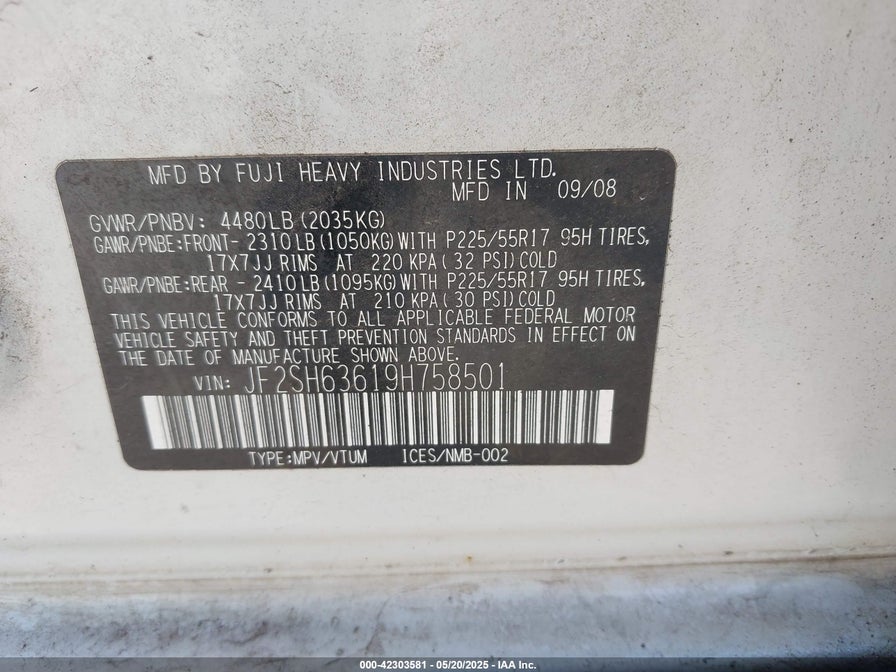 MFD BY FUJI HEAVY INDUSTRIES LTD.
MFD IN 09/08
GVWR/PNBV: 4480LB (2035KG)
GAWR/PNBE:FRONT- 2310LB (1050KG) WITH P225/55R17 95H TIRES,
17X7JJ RIMS AT 220 KPA (32 PSI) COLD
GAWR/PNBE:REAR - 2410LB (1095KG) WITH P225/55R17 95H TIRES,
17X7JJ RIMS AT 210 KPA (30 PSI) COLD
THIS VEHICLE CONFORMS TO ALL APPLICABLE FEDERAL MOTOR
VEHICLE SAFETY AND THEFT PREVENTION STANDARDS IN EFFECT ON
THE DATE OF MANUFACTURE SHOWN ABOVE.
VIN: JF2SH63619H758501
TYPE:MPV/VTUM ICES/NMB-002
000-42303581 - 05/20/2025 - IAA Inc.